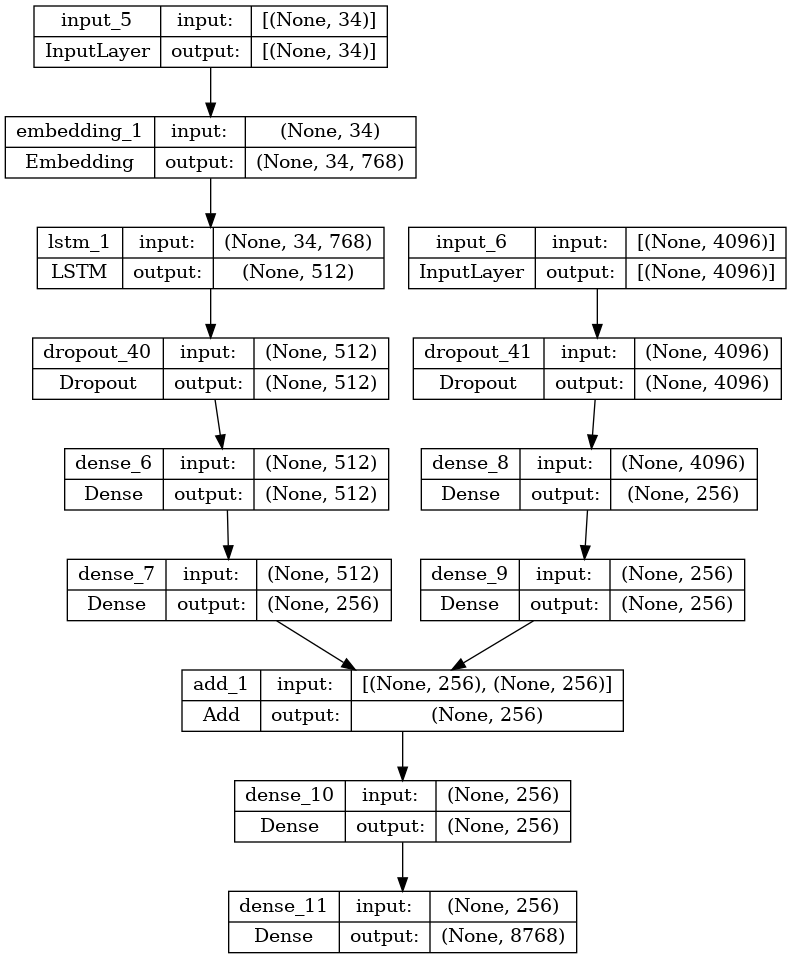 input_5 input: [(None, 34)]
InputLayer output: [(None, 34)]
embedding_1 input: (None, 34)
Embedding output: (None, 34, 768)
lstm_1 input: (None, 34, 768)
LSTM output: (None, 512)
input_6 input: [(None, 4096)]
InputLayer output: [(None, 4096)]
dropout_40 input: (None, 512)
Dropout output: (None, 512)
dropout_41 input: (None, 4096)
Dropout output: (None, 4096)
dense_6 input: (None, 512)
Dense output: (None, 512)
dense_8 input: (None, 4096)
Dense output: (None, 256)
dense_7 input: (None, 512)
Dense output: (None, 256)
dense_9 input: (None, 256)
Dense output: (None, 256)
add_1 input: [(None, 256), (None, 256)]
Add output: (None, 256)
dense_10 input: (None, 256)
Dense output: (None, 256)
dense_11 input: (None, 256)
Dense output: (None, 8768)